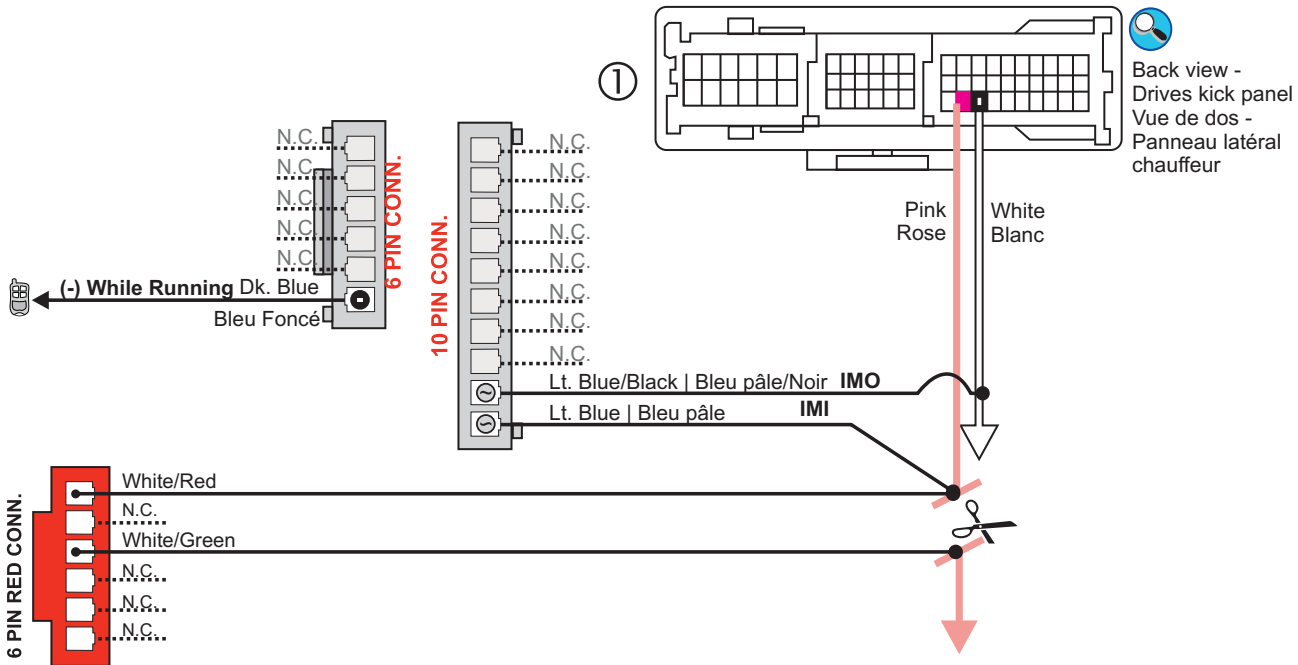 ①
Back view -
Drives kick panel
Vue de dos -
Panneau latéral
chauffeur
Pink
Rose
White
Blanc
N.C.
N.C.
N.C.
N.C.
N.C.
6 PIN CONN.
(-) While Running Dk. Blue
Bleu Foncé
10 PIN CONN.
N.C.
N.C.
N.C.
N.C.
N.C.
N.C.
N.C.
N.C.
Lt. Blue/Black | Bleu pâle/Noir IMO
Lt. Blue | Bleu pâle IMI
6 PIN RED CONN.
White/Red
N.C.
White/Green
N.C.
N.C.
N.C.